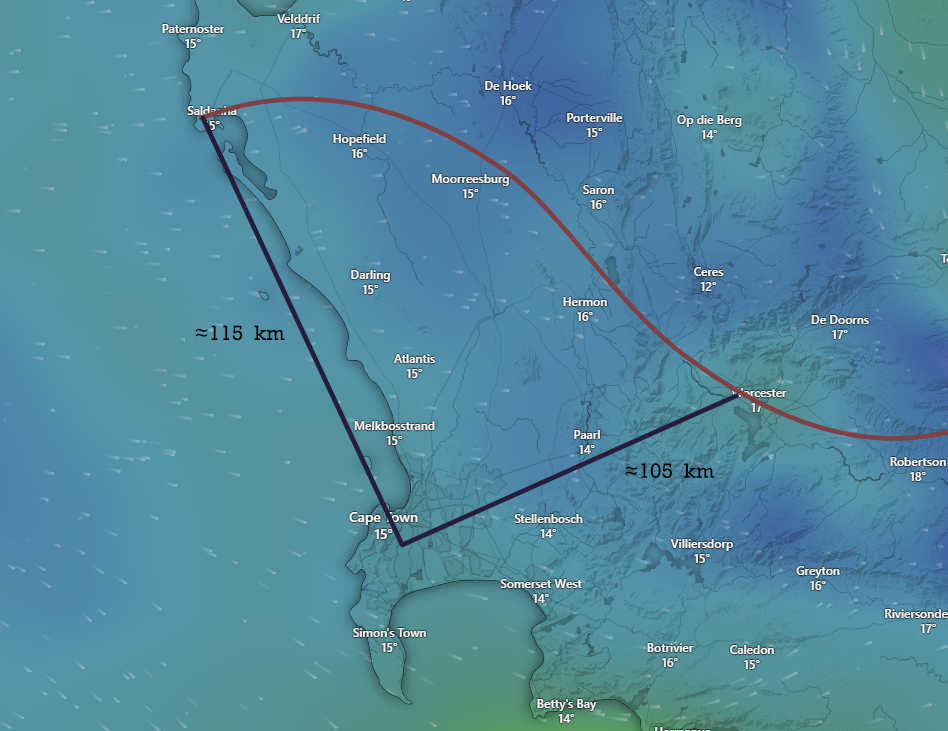 Velddrif
17°
Paternoster
15°
De Hoek
16°
Saldanha
5°
Porterville
15°
Op die Berg
14°
Hopefield
16°
Moorreesburg
15°
Saron
16°
Darling
15°
Ceres
12°
Hermon
16°
De Doorns
17°
≈115 km
Atlantis
15°
Worcester
17
Melkbosstrand
15°
Paarl
14°
≈105 km
Robertson
18°
Cape Town
15°
Stellenbosch
14°
Villiersdorp
15°
Somerset West
14°
Greyton
16°
Riviersonde
17°
Simon's Town
15°
Botrivier
16°
Caledon
15°
Betty's Bay
14°